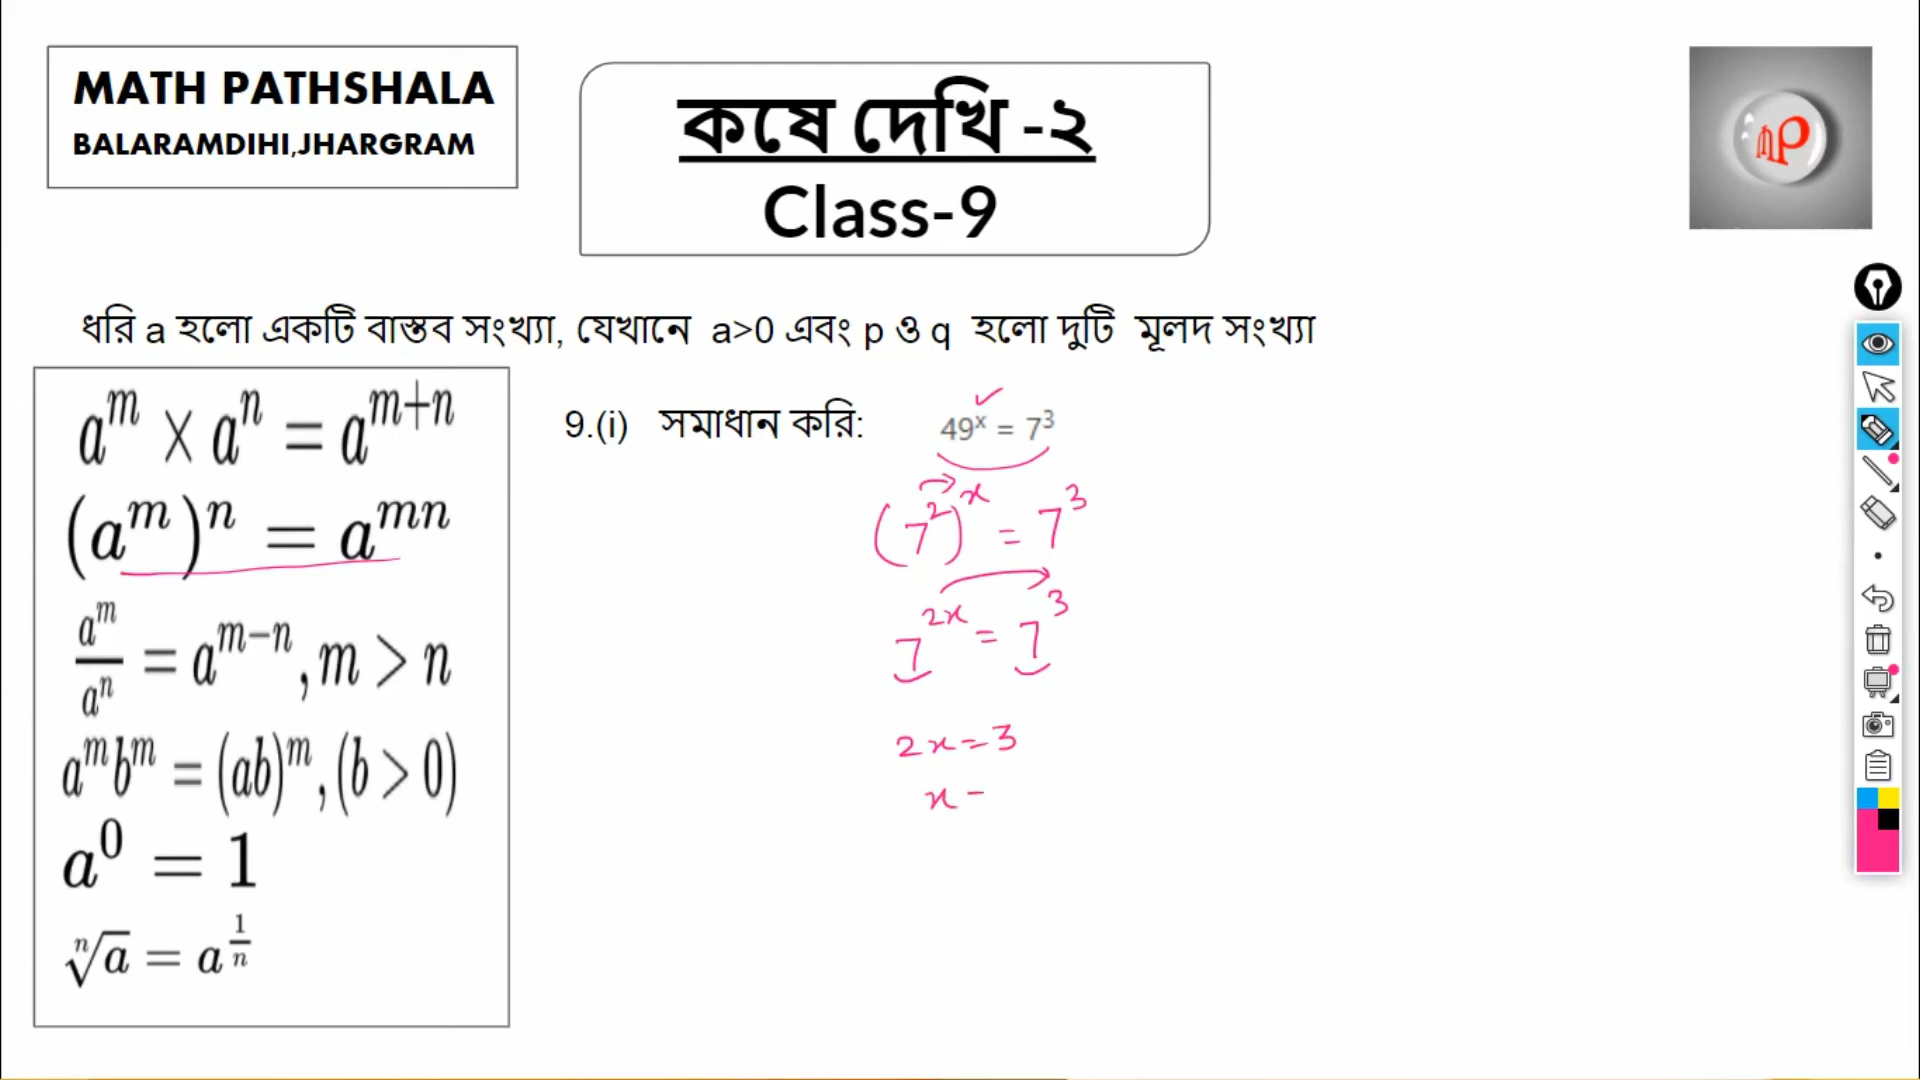 MATH PATHSHALA
BALARAMDIHI,JHARGRAM
কষে দেখি -২
Class-9
mP
ধরি a হলো একটি বাস্তব সংখ্যা, যেখানে a>0 এবং p ও q হলো দুটি মূলদ সংখ্যা
a^m × a^n = a^{m+n}
(a^m)^n = a^{mn}
a^m/a^n = a^{m-n}, m > n
a^m b^m = (ab)^m, (b > 0)
a^0 = 1
ⁿ√a = a^{1/n}
9.(i) সমাধান করি: 49^x = 7^3
(7^2)^x = 7^3
7^{2x} = 7^3
2x = 3
x -